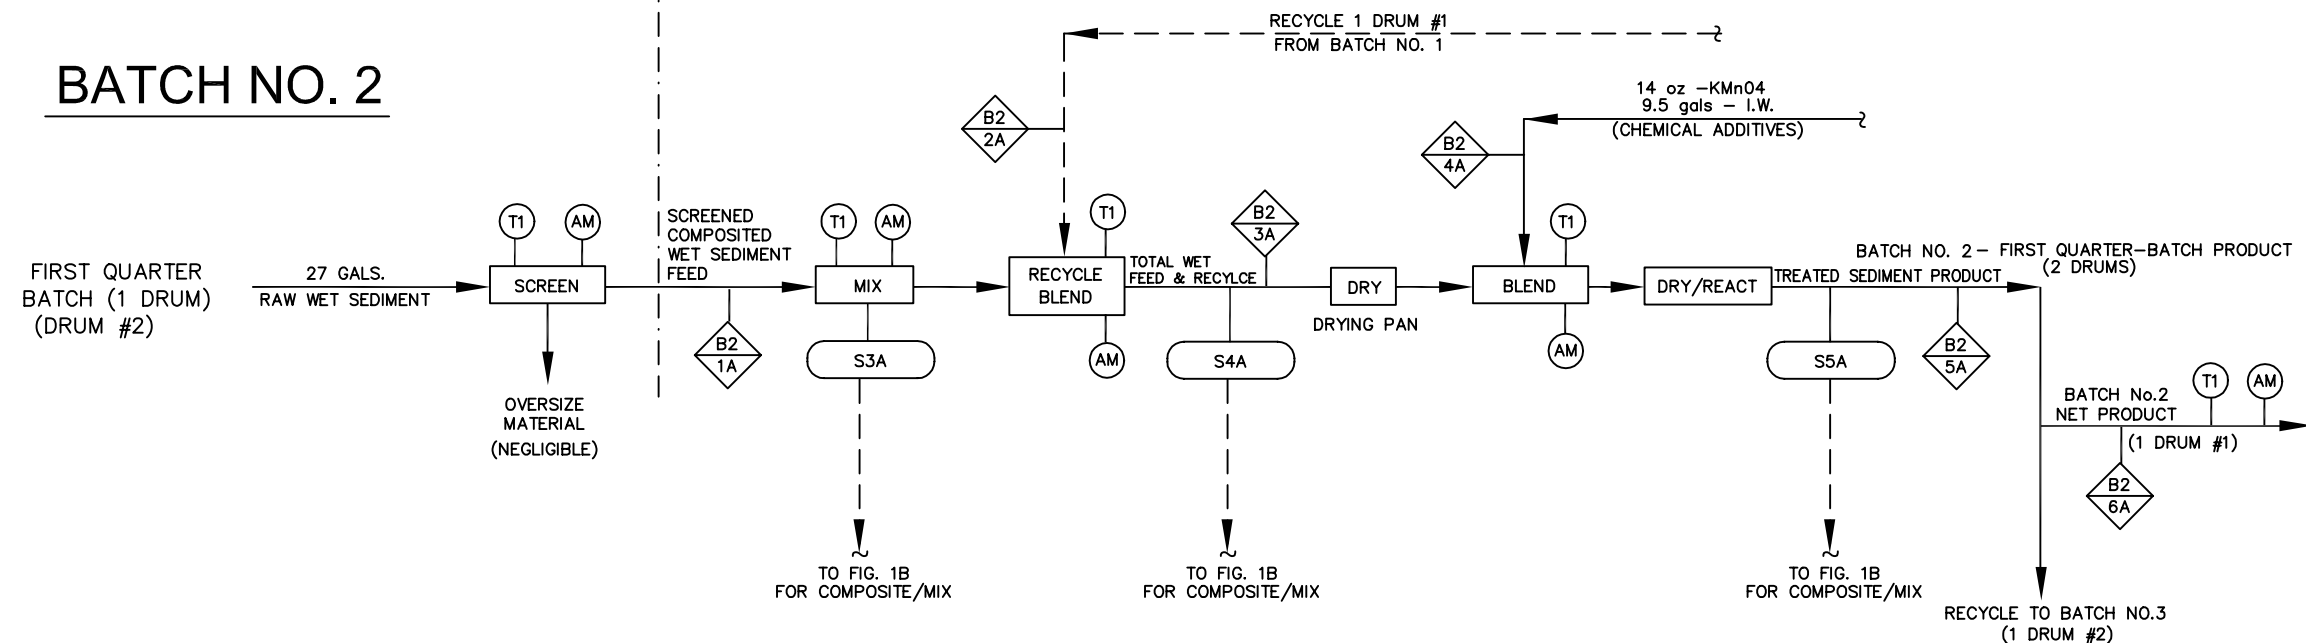 BATCH NO. 2
RECYCLE 1 DRUM #1
FROM BATCH NO. 1
14 oz -KMn04
9.5 gals - I.W.
(CHEMICAL ADDITIVES)
B2
2A
B2
4A
FIRST QUARTER
BATCH (1 DRUM)
(DRUM #2)
27 GALS.
RAW WET SEDIMENT
T1
AM
SCREEN
OVERSIZE
MATERIAL
(NEGLIGIBLE)
SCREENED
COMPOSITED
WET SEDIMENT
FEED
B2
1A
T1
AM
MIX
S3A
TO FIG. 1B
FOR COMPOSITE/MIX
T1
RECYCLE
BLEND
AM
TOTAL WET
FEED & RECYLCE
B2
3A
S4A
TO FIG. 1B
FOR COMPOSITE/MIX
DRY
DRYING PAN
T1
BLEND
AM
DRY/REACT
BATCH NO. 2 - FIRST QUARTER-BATCH PRODUCT
(2 DRUMS)
TREATED SEDIMENT PRODUCT
S5A
TO FIG. 1B
FOR COMPOSITE/MIX
B2
5A
BATCH No.2
NET PRODUCT
T1
AM
(1 DRUM #1)
B2
6A
RECYCLE TO BATCH NO.3
(1 DRUM #2)